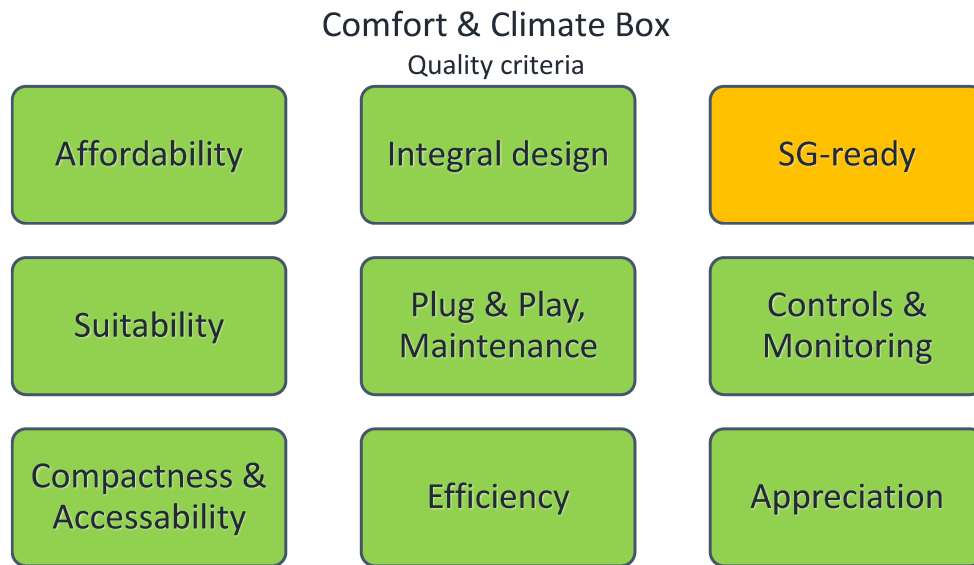 Comfort & Climate Box
Quality criteria
Affordability
Integral design
SG-ready
Suitability
Plug & Play,
Maintenance
Controls &
Monitoring
Compactness &
Accessability
Efficiency
Appreciation